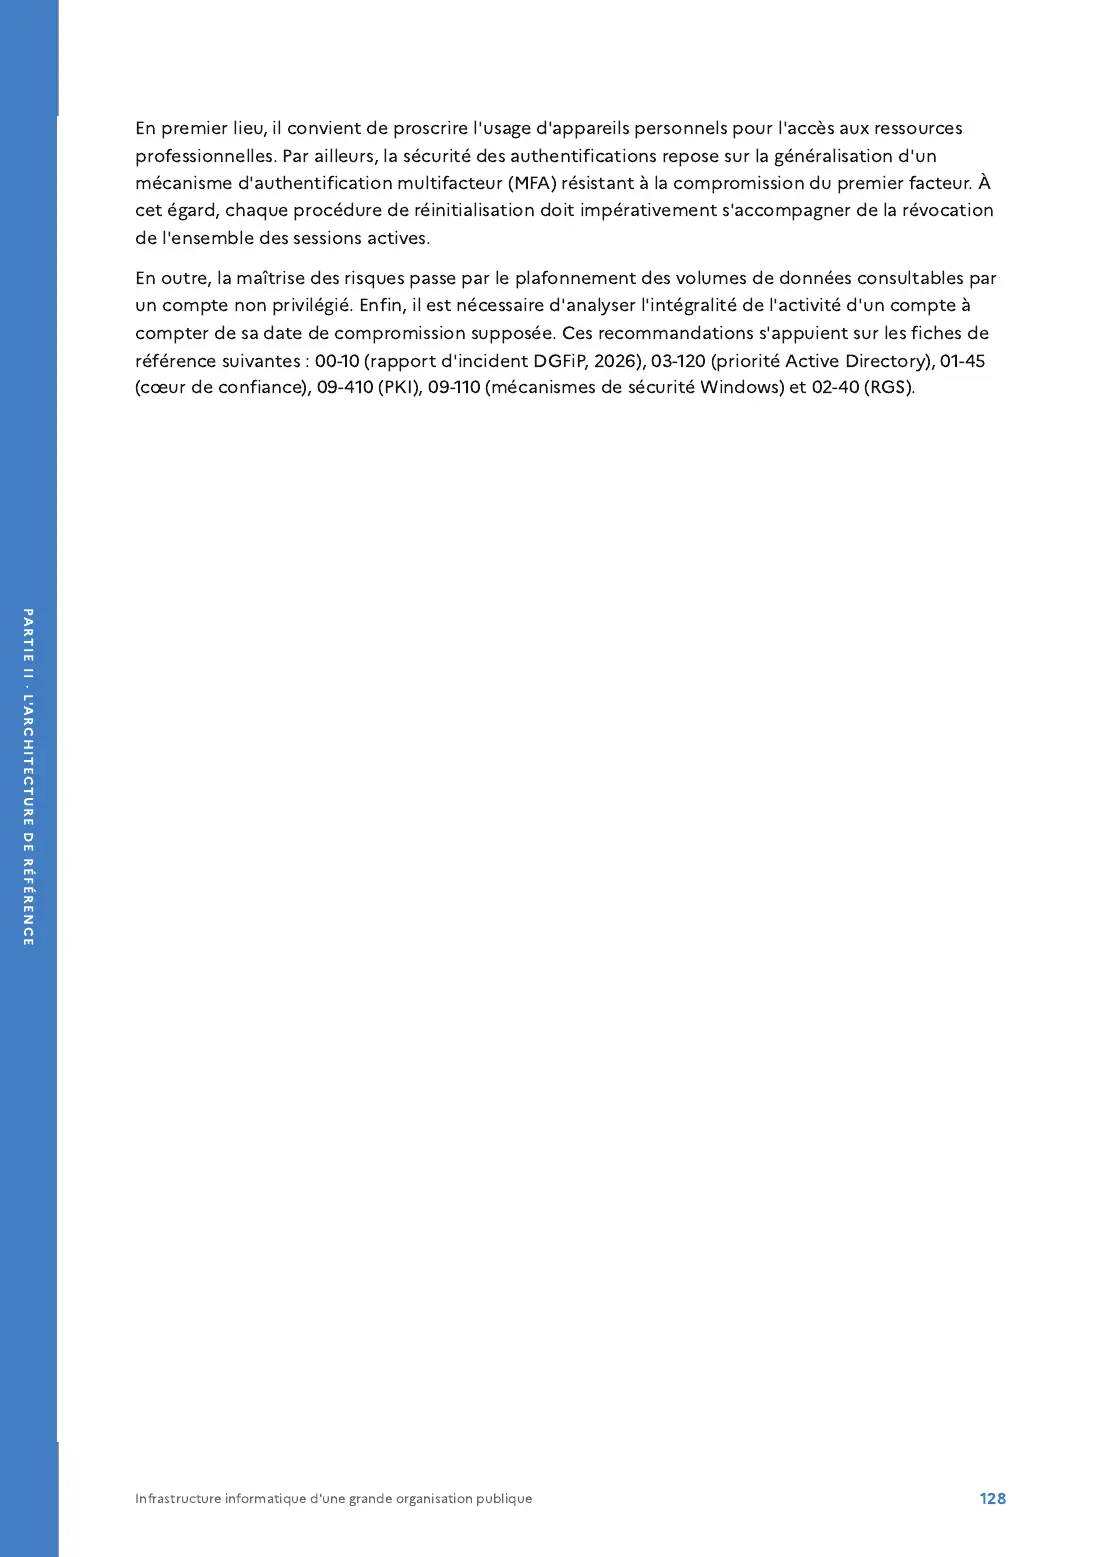 En premier lieu, il convient de proscrire l'usage d'appareils personnels pour l'accès aux ressources
professionnelles. Par ailleurs, la sécurité des authentifications repose sur la généralisation d'un
mécanisme d'authentification multifacteur (MFA) résistant à la compromission du premier facteur. À
cet égard, chaque procédure de réinitialisation doit impérativement s'accompagner de la révocation
de l'ensemble des sessions actives.
En outre, la maîtrise des risques passe par le plafonnement des volumes de données consultables par
un compte non privilégié. Enfin, il est nécessaire d'analyser l'intégralité de l'activité d'un compte à
compter de sa date de compromission supposée. Ces recommandations s'appuient sur les fiches de
référence suivantes : 00-10 (rapport d'incident DGFiP, 2026), 03-120 (priorité Active Directory), 01-45
(cœur de confiance), 09-410 (PKI), 09-110 (mécanismes de sécurité Windows) et 02-40 (RGS).
PARTIE II · L'ARCHITECTURE DE RÉFÉRENCE
Infrastructure informatique d'une grande organisation publique
128